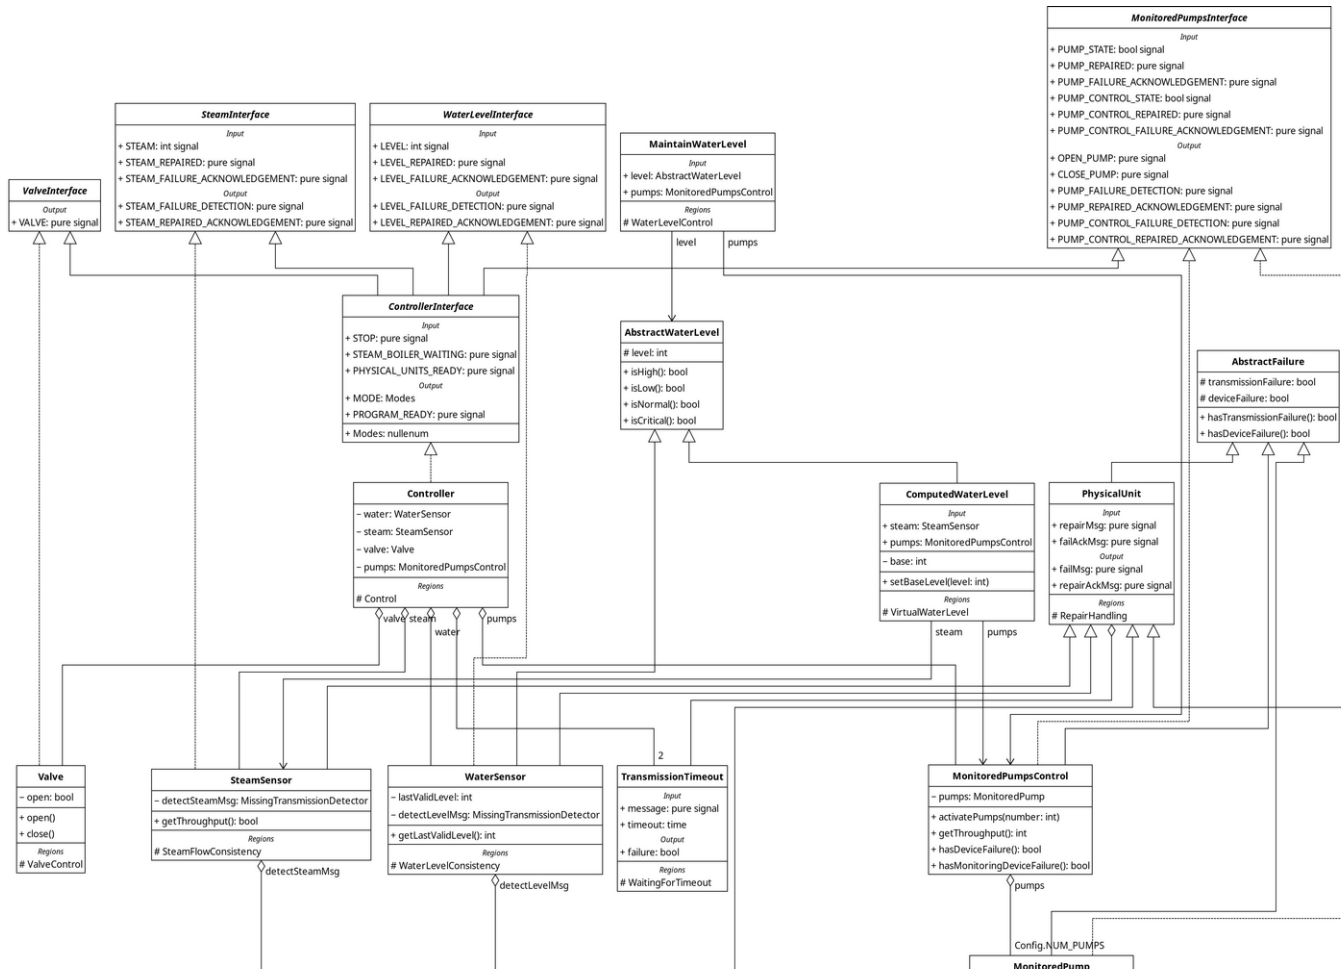 MonitoredPumpsInterface
Input
+ PUMP_STATE: bool signal
+ PUMP_REPAIRED: pure signal
+ PUMP_FAILURE_ACKNOWLEDGEMENT: pure signal
+ PUMP_CONTROL_STATE: bool signal
+ PUMP_CONTROL_REPAIRED: pure signal
+ PUMP_CONTROL_FAILURE_ACKNOWLEDGEMENT: pure signal
Output
+ OPEN_PUMP: pure signal
+ CLOSE_PUMP: pure signal
+ PUMP_FAILURE_DETECTION: pure signal
+ PUMP_REPAIRED_ACKNOWLEDGEMENT: pure signal
+ PUMP_CONTROL_FAILURE_DETECTION: pure signal
+ PUMP_CONTROL_REPAIRED_ACKNOWLEDGEMENT: pure signal
SteamInterface
Input
+ STEAM: int signal
+ STEAM_REPAIRED: pure signal
+ STEAM_FAILURE_ACKNOWLEDGEMENT: pure signal
Output
+ STEAM_FAILURE_DETECTION: pure signal
+ STEAM_REPAIRED_ACKNOWLEDGEMENT: pure signal
WaterLevelInterface
Input
+ LEVEL: int signal
+ LEVEL_REPAIRED: pure signal
+ LEVEL_FAILURE_ACKNOWLEDGEMENT: pure signal
Output
+ LEVEL_FAILURE_DETECTION: pure signal
+ LEVEL_REPAIRED_ACKNOWLEDGEMENT: pure signal
MaintainWaterLevel
Input
+ level: AbstractWaterLevel
+ pumps: MonitoredPumpsControl
Regions
# WaterLevelControl
level
pumps
ValveInterface
Output
+ VALVE: pure signal
ControllerInterface
Input
+ STOP: pure signal
+ STEAM_BOILER_WAITING: pure signal
+ PHYSICAL_UNITS_READY: pure signal
Output
+ MODE: Modes
+ PROGRAM_READY: pure signal
+ Modes: nullenum
AbstractWaterLevel
# level: int
+ isHigh(): bool
+ isLow(): bool
+ isNormal(): bool
+ isCritical(): bool
AbstractFailure
# transmissionFailure: bool
# deviceFailure: bool
+ hasTransmissionFailure(): bool
+ hasDeviceFailure(): bool
Controller
− water: WaterSensor
− steam: SteamSensor
− valve: Valve
− pumps: MonitoredPumpsControl
Regions
# Control
valve
steam
water
pumps
ComputedWaterLevel
Input
+ steam: SteamSensor
+ pumps: MonitoredPumpsControl
− base: int
+ setBaseLevel(level: int)
Regions
# VirtualWaterLevel
steam
pumps
PhysicalUnit
Input
+ repairMsg: pure signal
+ failAckMsg: pure signal
Output
+ failMsg: pure signal
+ repairAckMsg: pure signal
Regions
# RepairHandling
2
Valve
− open: bool
+ open()
+ close()
Regions
# ValveControl
SteamSensor
− detectSteamMsg: MissingTransmissionDetector
+ getThroughput(): bool
Regions
# SteamFlowConsistency
detectSteamMsg
WaterSensor
− lastValidLevel: int
− detectLevelMsg: MissingTransmissionDetector
+ getLastValidLevel(): int
Regions
# WaterLevelConsistency
detectLevelMsg
TransmissionTimeout
Input
+ message: pure signal
+ timeout: time
Output
+ failure: bool
Regions
# WaitingForTimeout
MonitoredPumpsControl
− pumps: MonitoredPump
+ activatePumps(number: int)
+ getThroughput(): int
+ hasDeviceFailure(): bool
+ hasMonitoringDeviceFailure(): bool
pumps
Config.NUM_PUMPS
MonitoredPump